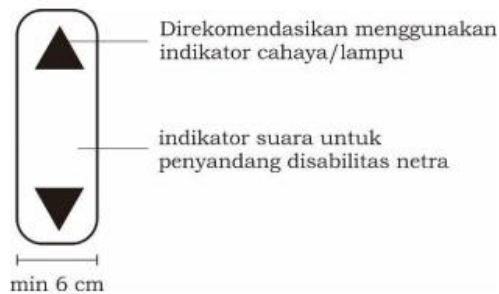 Direkomendasikan menggunakan
indikator cahaya/lampu
indikator suara untuk
penyandang disabilitas netra
min 6 cm